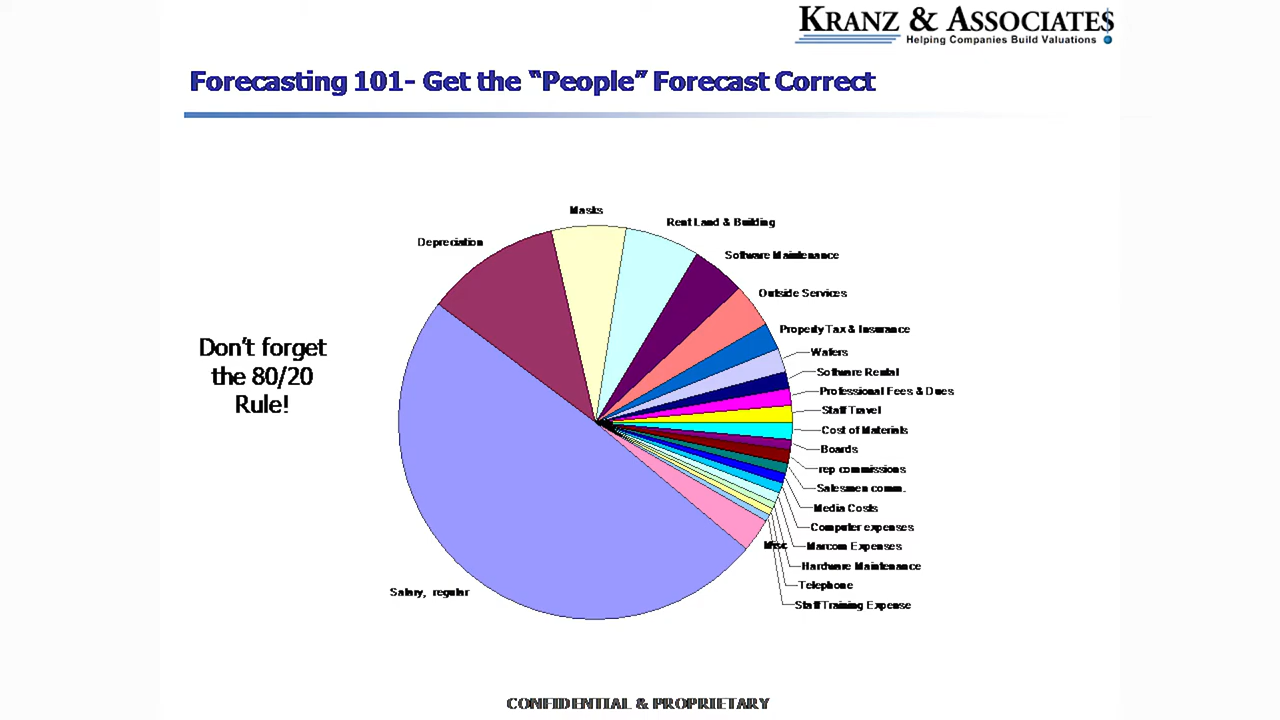 KRANZ & ASSOCIATES
Helping Companies Build Valuations
Forecasting 101- Get the “People” Forecast Correct
Masks
Rent Land & Building
Depreciation
Software Maintenance
Outside Services
Property Tax & Insurance
Don’t forget
the 80/20
Rule!
Wafers
Software Rental
Professional Fees & Dues
Staff Travel
Cost of Materials
Boards
rep commissions
Salesmen comm.
Media Costs
Computer expenses
Misc
Marcom Expenses
Hardware Maintenance
Telephone
Salary, regular
Staff Training Expense
CONFIDENTIAL & PROPRIETARY